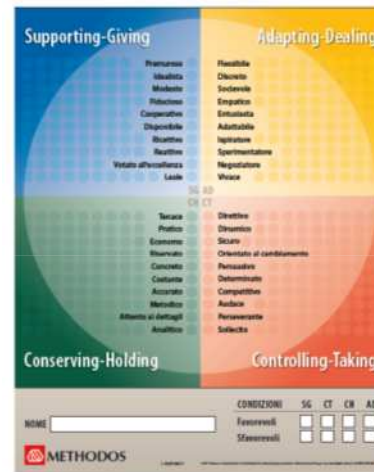 Supporting-Giving
Adapting-Dealing
Premuroso
Idealista
Modesto
Fiducioso
Cooperativo
Disponibile
Ricettivo
Reattivo
Votato all'eccellenza
Leale
Flessibile
Discreto
Socievole
Empatico
Entusiasta
Adattabile
Ispiratore
Sperimentatore
Negoziatore
Vivace
SG AD
CH CT
Tenace
Pratico
Economo
Riservato
Concreto
Costante
Accurato
Metodico
Attento ai dettagli
Analitico
Direttivo
Dinamico
Sicuro
Orientato al cambiamento
Persuasivo
Determinato
Competitivo
Audace
Perseverante
Sollecito
Conserving-Holding
Controlling-Taking
CONDIZIONI SG CT CH AD
NOME
Favorevoli
Sfavorevoli
METHODOS